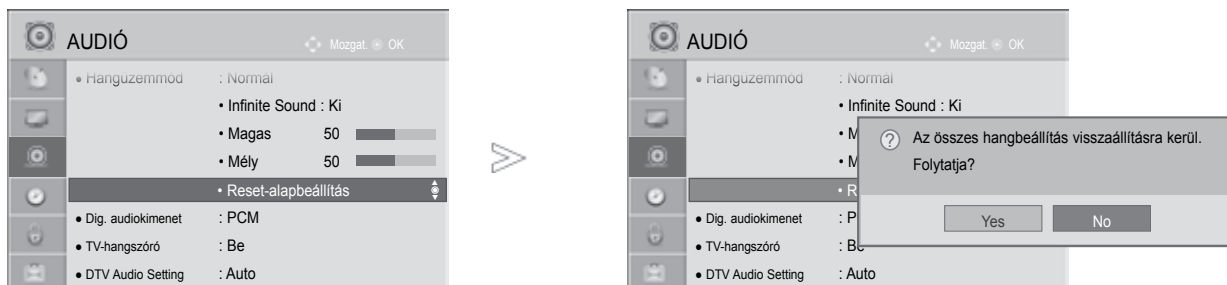 AUDIÓ
Mozgat. OK
• Hangüzemmód : Normál
• Infinite Sound : Ki
• Magas 50
• Mély 50
• Reset-alapbeállítás
• Dig. audiokimenet : PCM
• TV-hangszóró : Be
• DTV Audio Setting : Auto
AUDIÓ
Mozgat. OK
• Hangüzemmód : Normál
• Infinite Sound : Ki
• M
• M
• R
? Az összes hangbeállítás visszaállításra kerül.
Folytatja?
Yes No
• Dig. audiokimenet : P
• TV-hangszóró : Be
• DTV Audio Setting : Auto